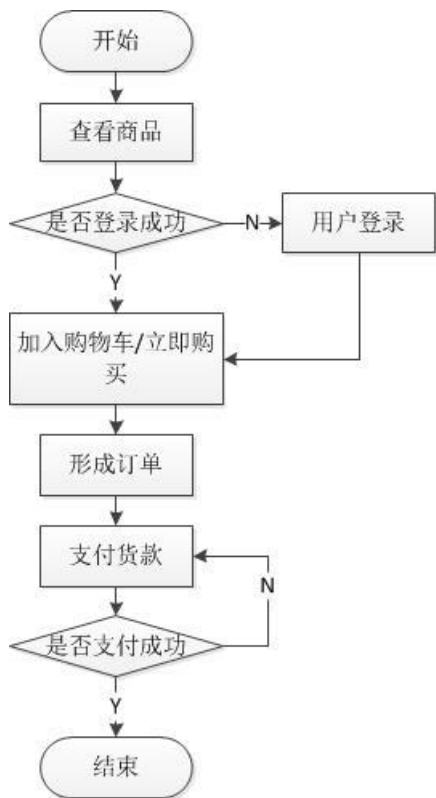 开始
查看商品
是否登录成功
N
用户登录
Y
加入购物车/立即购
买
形成订单
支付货款
N
是否支付成功
Y
结束